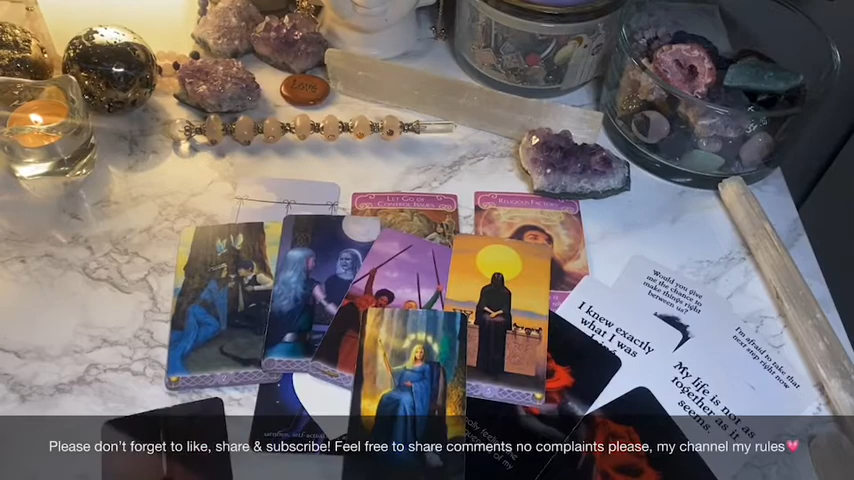 Love
LET GO OF
CONTROL ISSUES
RELIGIOUS FACTORS
Would you give
me the chance to
make things right
between us?
I knew exactly
what I was
I'm afraid to take that
next step right now.
My life is not as
together as it
seems.
Please don't forget to like, share & subscribe! Feel free to share comments no complaints please, my channel my rules💗